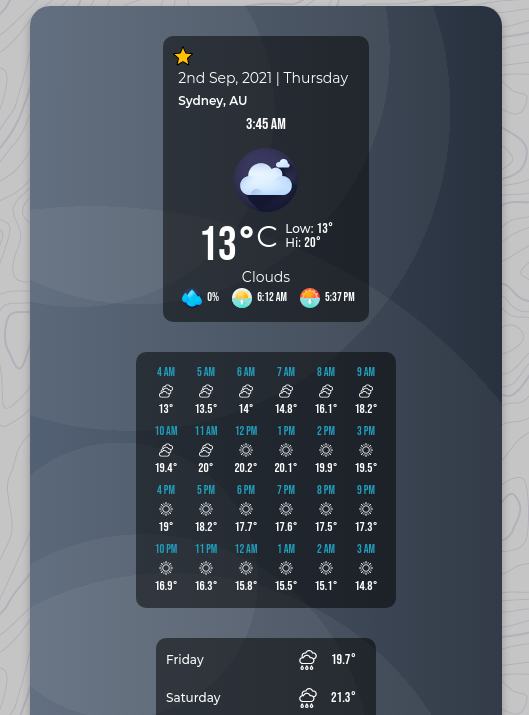 2nd Sep, 2021 | Thursday
Sydney, AU
3:45 AM
13°C
Low: 13°
Hi: 20°
Clouds
0% 6:12 AM 5:37 PM
4 AM 5 AM 6 AM 7 AM 8 AM 9 AM
13° 13.5° 14° 14.8° 16.1° 18.2°
10 AM 11 AM 12 PM 1 PM 2 PM 3 PM
19.4° 20° 20.2° 20.1° 19.9° 19.5°
4 PM 5 PM 6 PM 7 PM 8 PM 9 PM
19° 18.2° 17.7° 17.6° 17.5° 17.3°
10 PM 11 PM 12 AM 1 AM 2 AM 3 AM
16.9° 16.3° 15.8° 15.5° 15.1° 14.8°
Friday 19.7°
Saturday 21.3°